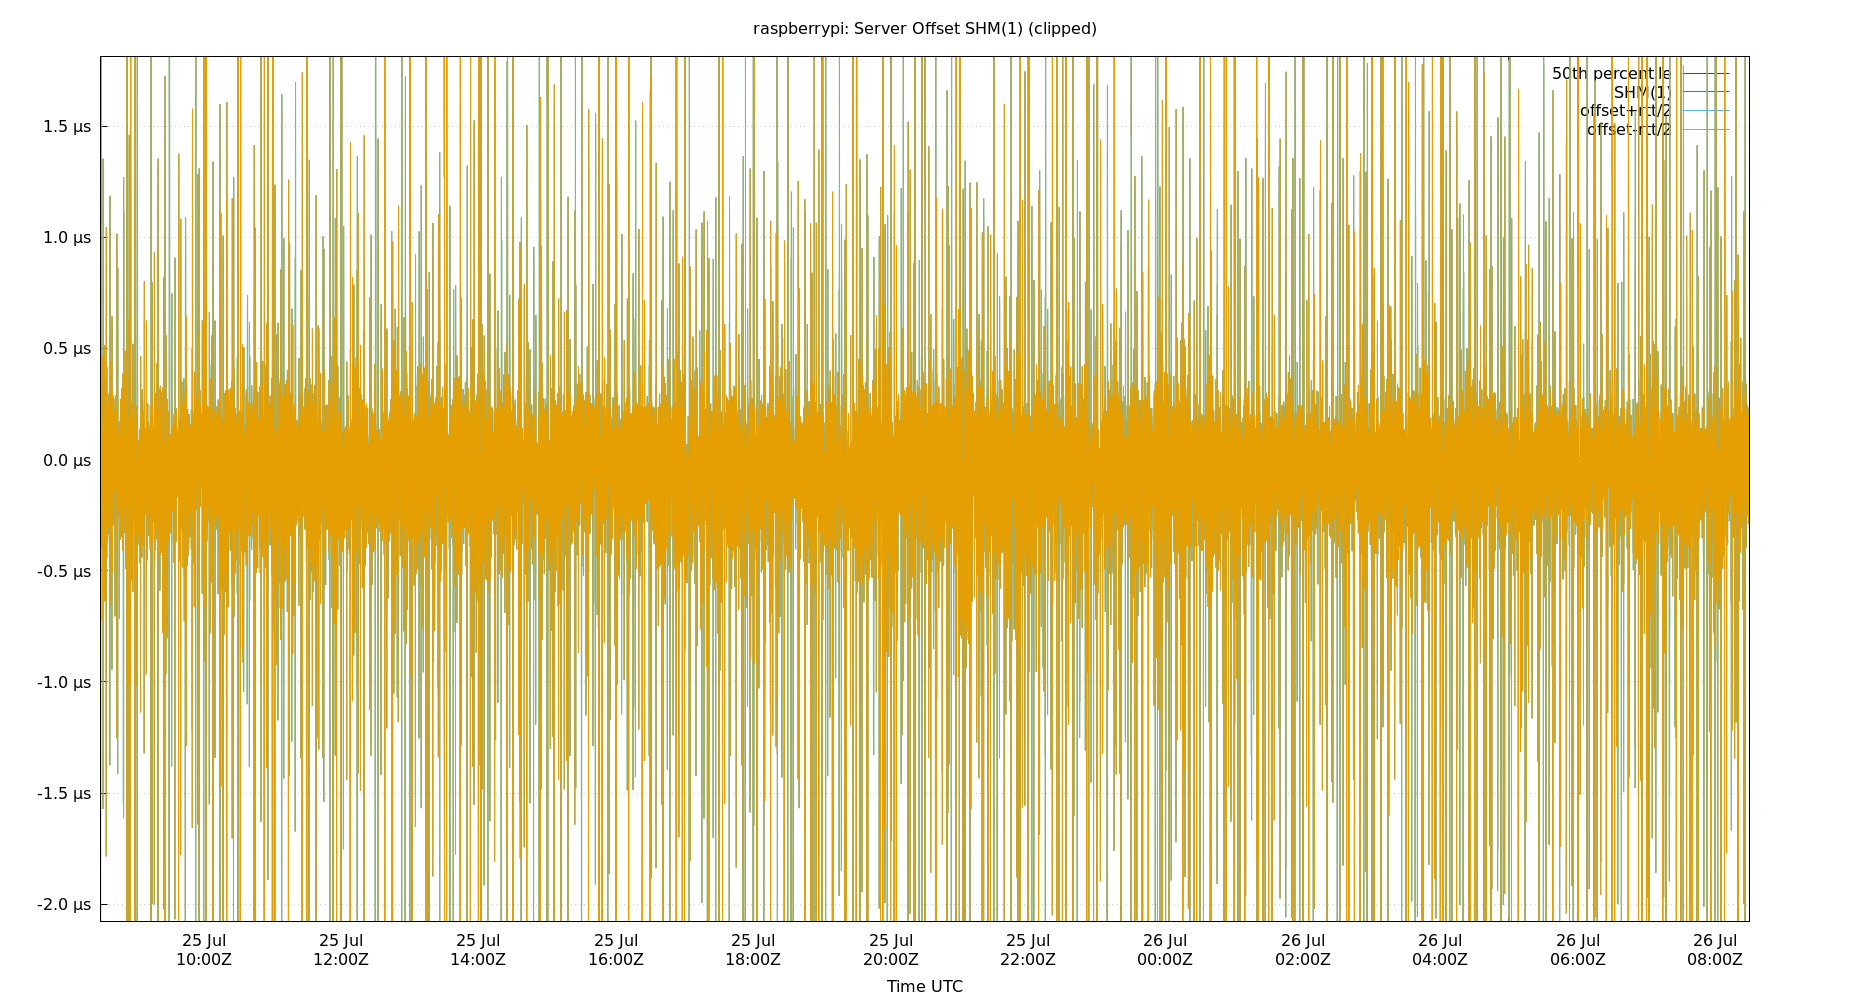 raspberrypi: Server Offset SHM(1) (clipped)
50th percentile
SHM(1)
offset+rtt/2
offset-rtt/2
1.5 µs
1.0 µs
0.5 µs
0.0 µs
-0.5 µs
-1.0 µs
-1.5 µs
-2.0 µs
25 Jul 25 Jul 25 Jul 25 Jul 25 Jul 25 Jul 25 Jul 26 Jul 26 Jul 26 Jul 26 Jul 26 Jul
10:00Z 12:00Z 14:00Z 16:00Z 18:00Z 20:00Z 22:00Z 00:00Z 02:00Z 04:00Z 06:00Z 08:00Z
Time UTC